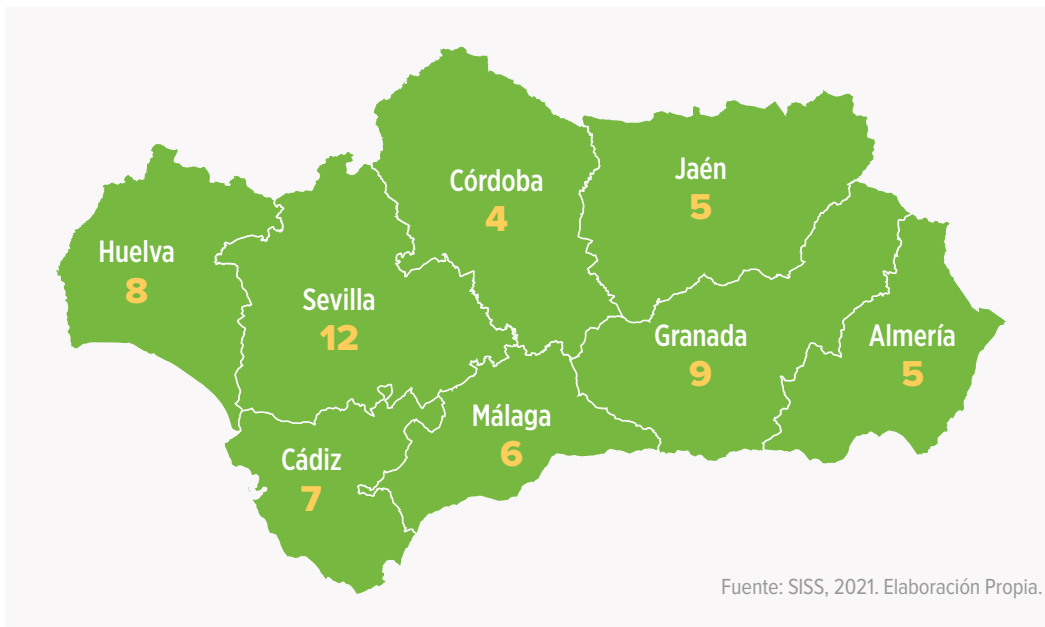 Córdoba
4
Jaén
5
Huelva
8
Sevilla
12
Granada
9
Almería
5
Málaga
6
Cádiz
7
Fuente: SISS, 2021. Elaboración Propia.